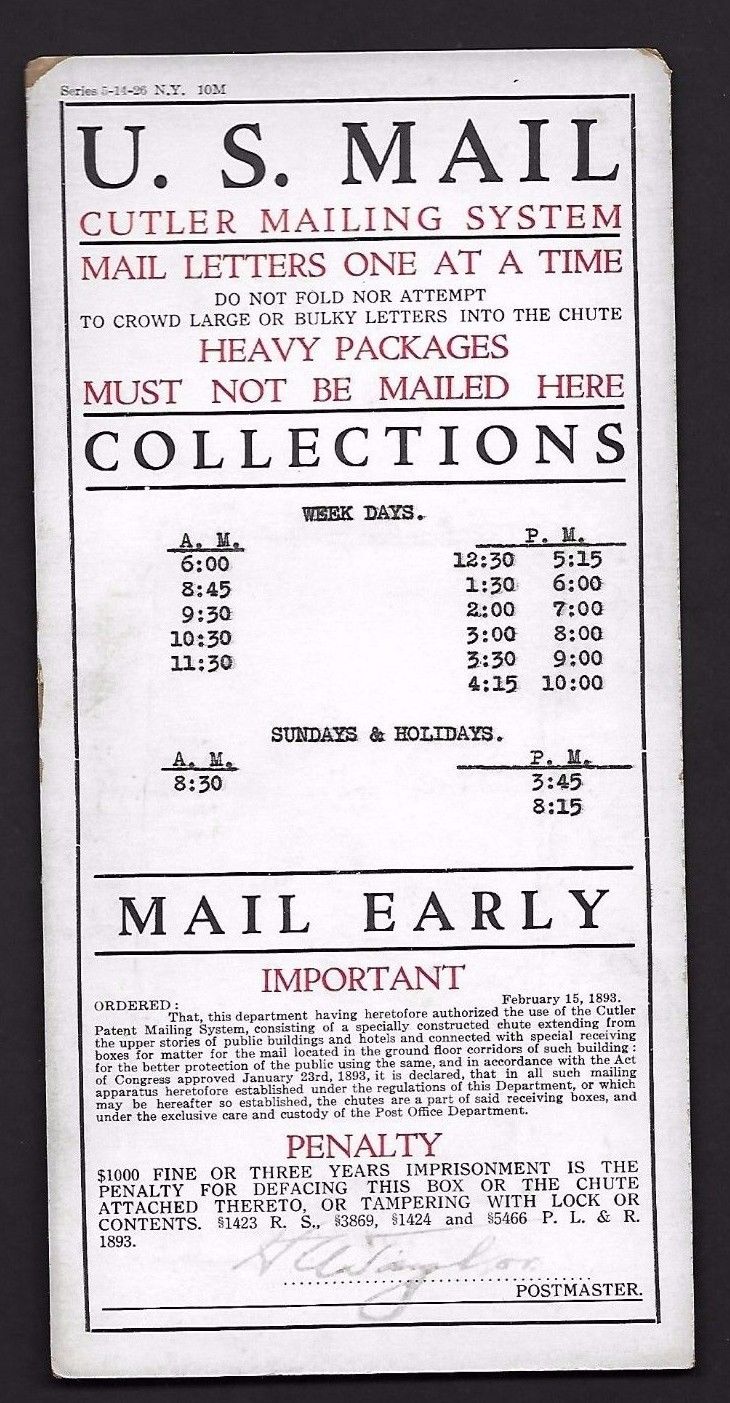 Series 5-14-26 N.Y. 10M
U. S. MAIL
CUTLER MAILING SYSTEM
MAIL LETTERS ONE AT A TIME
DO NOT FOLD NOR ATTEMPT
TO CROWD LARGE OR BULKY LETTERS INTO THE CHUTE
HEAVY PACKAGES
MUST NOT BE MAILED HERE
COLLECTIONS
WEEK DAYS.
A. M. P. M.
6:00 12:30 5:15
8:45 1:30 6:00
9:30 2:00 7:00
10:30 3:00 8:00
11:30 3:30 9:00
4:15 10:00
SUNDAYS & HOLIDAYS.
A. M. P. M.
8:30 3:45
8:15
MAIL EARLY
IMPORTANT
ORDERED: February 15, 1893.
That, this department having heretofore authorized the use of the Cutler
Patent Mailing System, consisting of a specially constructed chute extending from
the upper stories of public buildings and hotels and connected with special receiving
boxes for matter for the mail located in the ground floor corridors of such building :
for the better protection of the public using the same, and in accordance with the Act
of Congress approved January 23rd, 1893, it is declared, that in all such mailing
apparatus heretofore established under the regulations of this Department, or which
may be hereafter so established, the chutes are a part of said receiving boxes, and
under the exclusive care and custody of the Post Office Department.
PENALTY
$1000 FINE OR THREE YEARS IMPRISONMENT IS THE
PENALTY FOR DEFACING THIS BOX OR THE CHUTE
ATTACHED THERETO, OR TAMPERING WITH LOCK OR
CONTENTS. §1423 R. S., §3869, §1424 and §5466 P. L. & R.
1893.
Taylor
POSTMASTER.